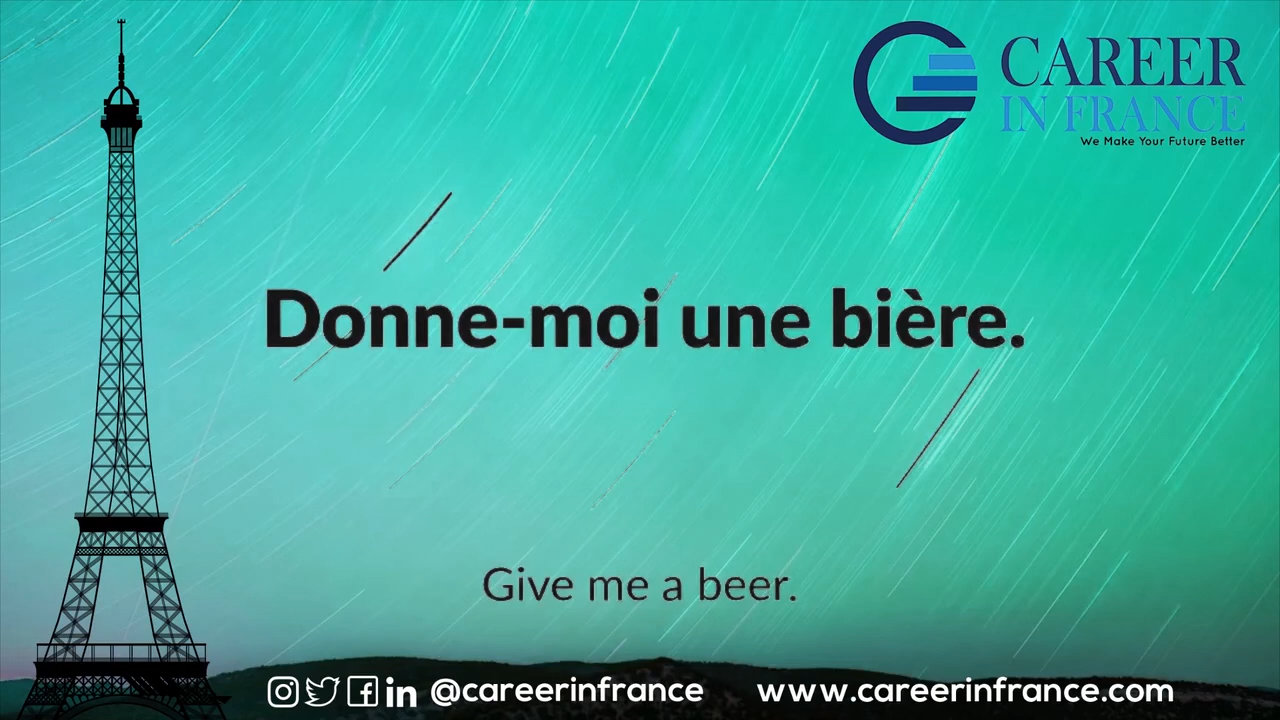 CAREER
IN FRANCE
We Make Your Future Better
Donne-moi une bière.
Give me a beer.
@careerinfrance www.careerinfrance.com